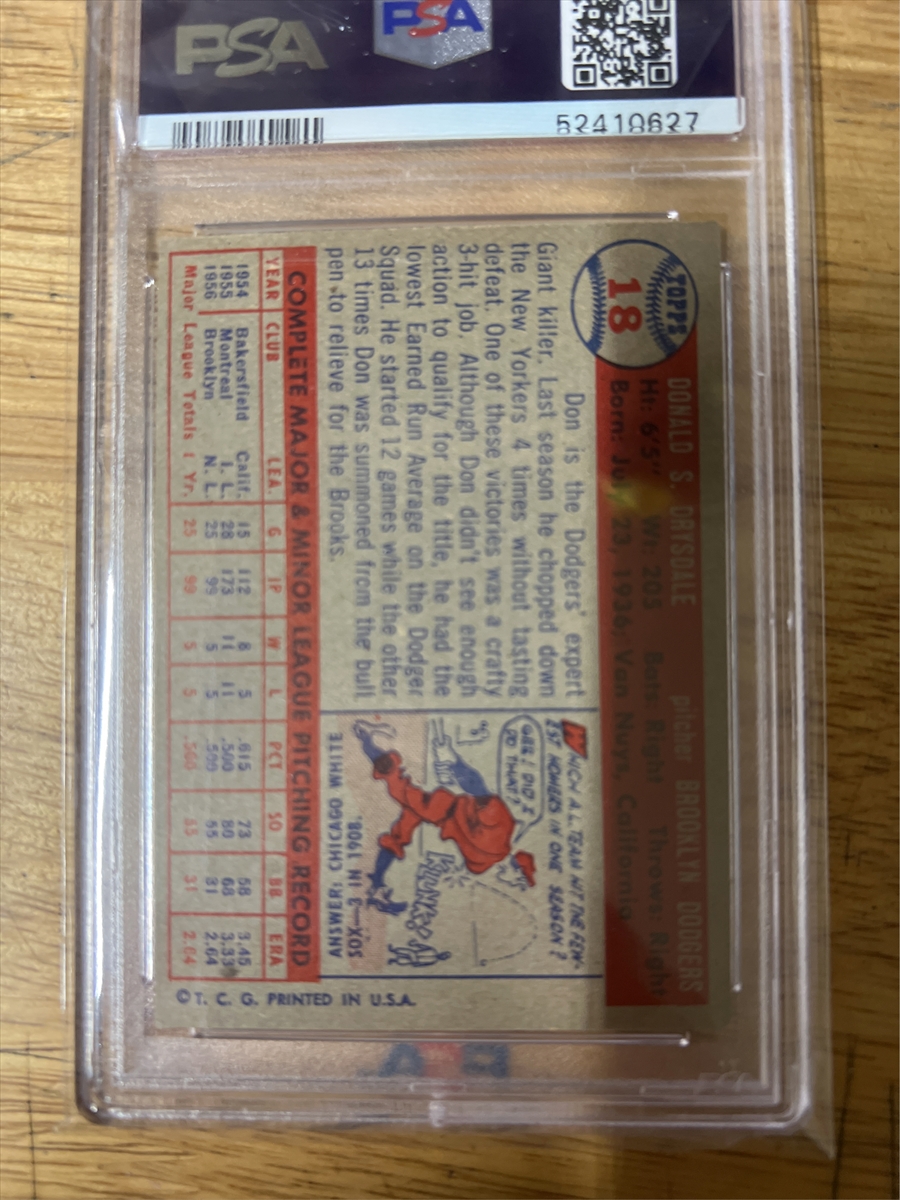 PSA
PSA
52410627
TOPPS
18
DONALD S. DRYSDALE pitcher BROOKLYN DODGERS
Ht: 6'5" Wt: 205 Bats: Right Throws: Right
Born: July 23, 1936; Van Nuys, California
Don is the Dodgers' expert
Giant killer. Last season he chopped down
the New Yorkers 4 times without tasting
defeat. One of these victories was a crafty
3-hit job. Although Don didn't see enough
action to qualify for the title, he had the
lowest Earned Run Average on the Dodger
Squad. He started 12 games while the other
13 times Don was summoned from the bull
pen to relieve for the Brooks.
WHICH A.L. TEAM HIT THE FEW-
EST HOMERS IN ONE SEASON?
GEE! DID I
DO THAT?
ANSWER: CHICAGO WHITE
SOX—3 IN 1908.
COMPLETE MAJOR & MINOR LEAGUE PITCHING RECORD
YEAR CLUB LEA. G IP W L PCT SO BB ERA
1954 Bakersfield Calif. 15 112 8 5 .615 73 58 3.45
1955 Montreal I. L. 28 173 11 11 .500 80 68 3.33
1956 Brooklyn N. L. 25 99 5 5 .500 55 31 2.64
Major League Totals 1 Yr. 25 99 5 5 .500 55 31 2.64
©T. C. G. PRINTED IN U.S.A.